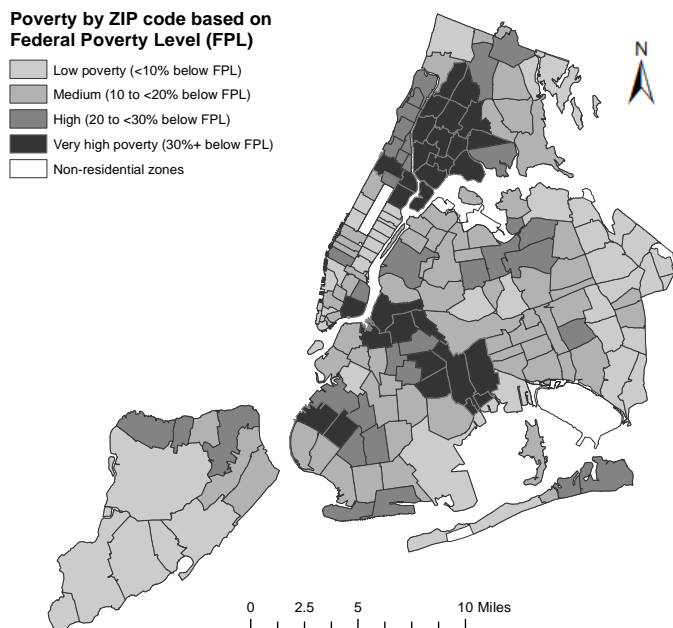 Poverty by ZIP code based on
Federal Poverty Level (FPL)
Low poverty (<10% below FPL)
Medium (10 to <20% below FPL)
High (20 to <30% below FPL)
Very high poverty (30%+ below FPL)
Non-residential zones
N
0 2.5 5 10 Miles